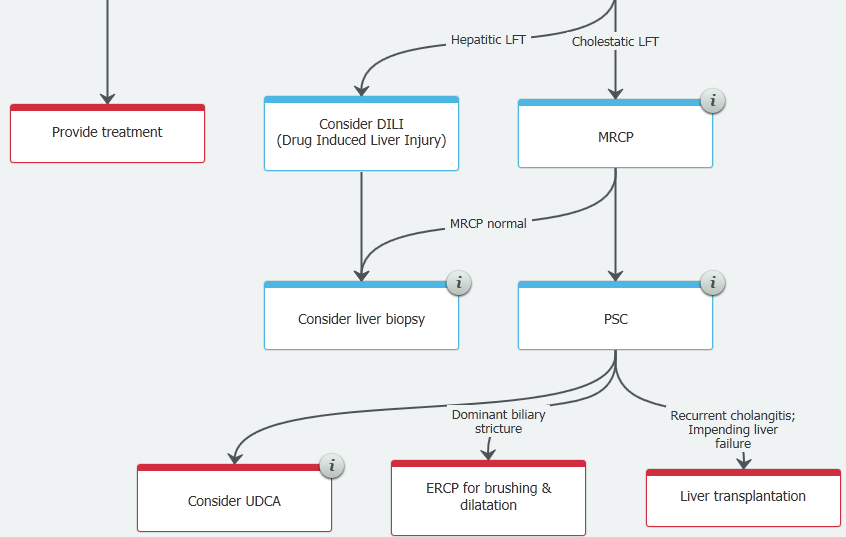 Hepatitic LFT
Cholestatic LFT
Provide treatment
Consider DILI
(Drug Induced Liver Injury)
i
MRCP
MRCP normal
i
Consider liver biopsy
i
PSC
Dominant biliary
stricture
Recurrent cholangitis;
Impending liver
failure
i
Consider UDCA
ERCP for brushing &
dilatation
Liver transplantation